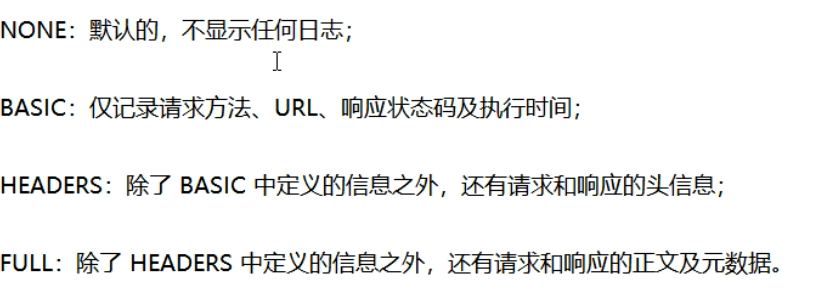 NONE：默认的，不显示任何日志；
BASIC：仅记录请求方法、URL、响应状态码及执行时间；
HEADERS：除了 BASIC 中定义的信息之外，还有请求和响应的头信息；
FULL：除了 HEADERS 中定义的信息之外，还有请求和响应的正文及元数据。